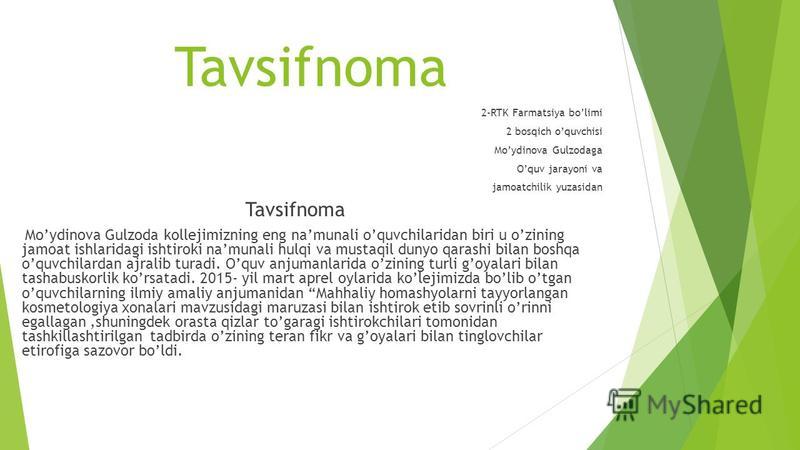 Tavsifnoma
2-RTK Farmatsiya bo’limi
2 bosqich o’quvchisi
Mo’ydinova Gulzodaga
O’quv jarayoni va
jamoatchilik yuzasidan
Tavsifnoma
Mo’ydinova Gulzoda kollejimizning eng na’munali o’quvchilaridan biri u o’zining
jamoat ishlaridagi ishtiroki na’munali hulqi va mustaqil dunyo qarashi bilan boshqa
o’quvchilardan ajralib turadi. O’quv anjumanlarida o’zining turli g’oyalari bilan
tashabuskorlik ko’rsatadi. 2015- yil mart aprel oylarida ko’lejimizda bo’lib o’tgan
o’quvchilarning ilmiy amaliy anjumanidan “Mahhaliy homashyolarni tayyorlangan
kosmetologiya xonalari mavzusidagi maruzasi bilan ishtirok etib sovrinli o’rinni
egallagan ,shuningdek orasta qizlar to’garagi ishtirokchilari tomonidan
tashkillashtirilgan tadbirda o’zining teran fikr va g’oyalari bilan tinglovchilar
etirofiga sazovor bo’ldi.
MyShared